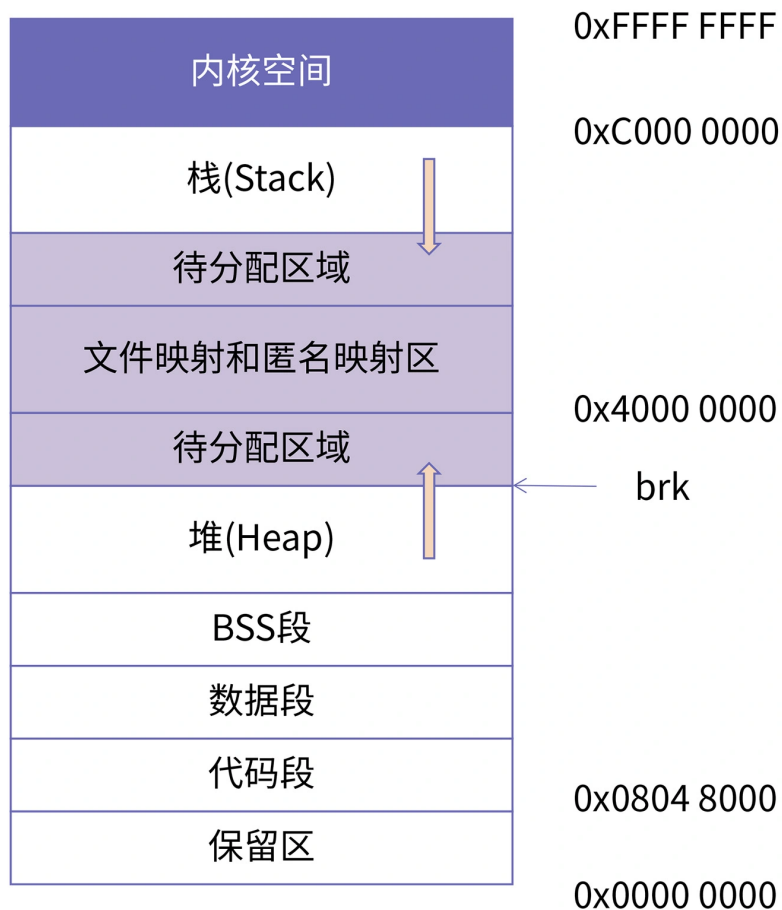 0xFFFF FFFF
内核空间
0xC000 0000
栈(Stack)
待分配区域
文件映射和匿名映射区
0x4000 0000
待分配区域
brk
堆(Heap)
BSS段
数据段
代码段
0x0804 8000
保留区
0x0000 0000